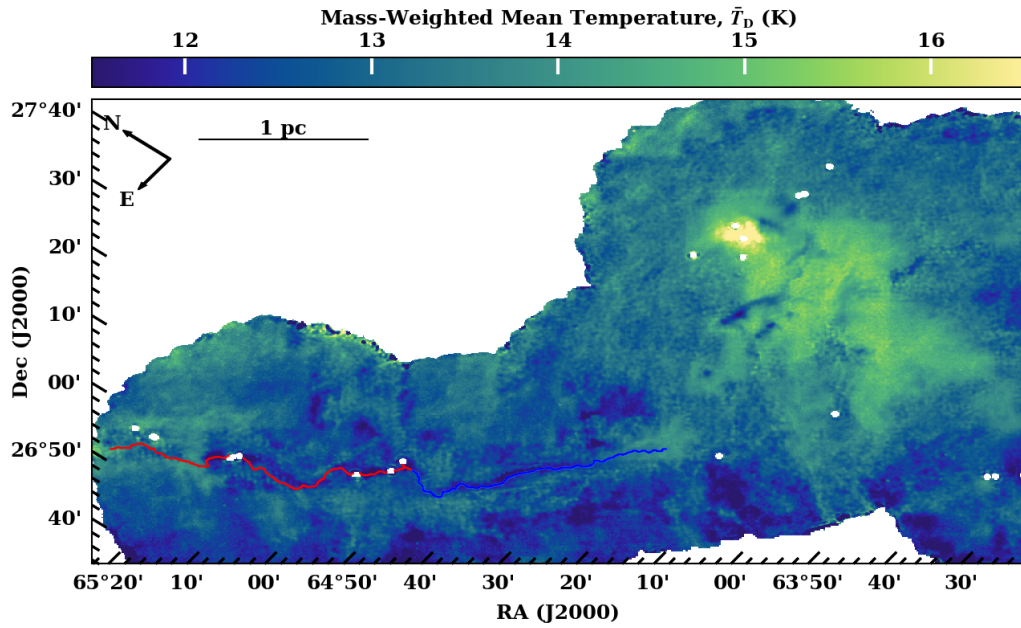 Mass-Weighted Mean Temperature, T̄_D (K)
12 13 14 15 16
27°40'
N
1 pc
30'
E
20'
10'
00'
26°50'
40'
Dec (J2000)
65°20' 10' 00' 64°50' 40' 30' 20' 10' 00' 63°50' 40' 30'
RA (J2000)